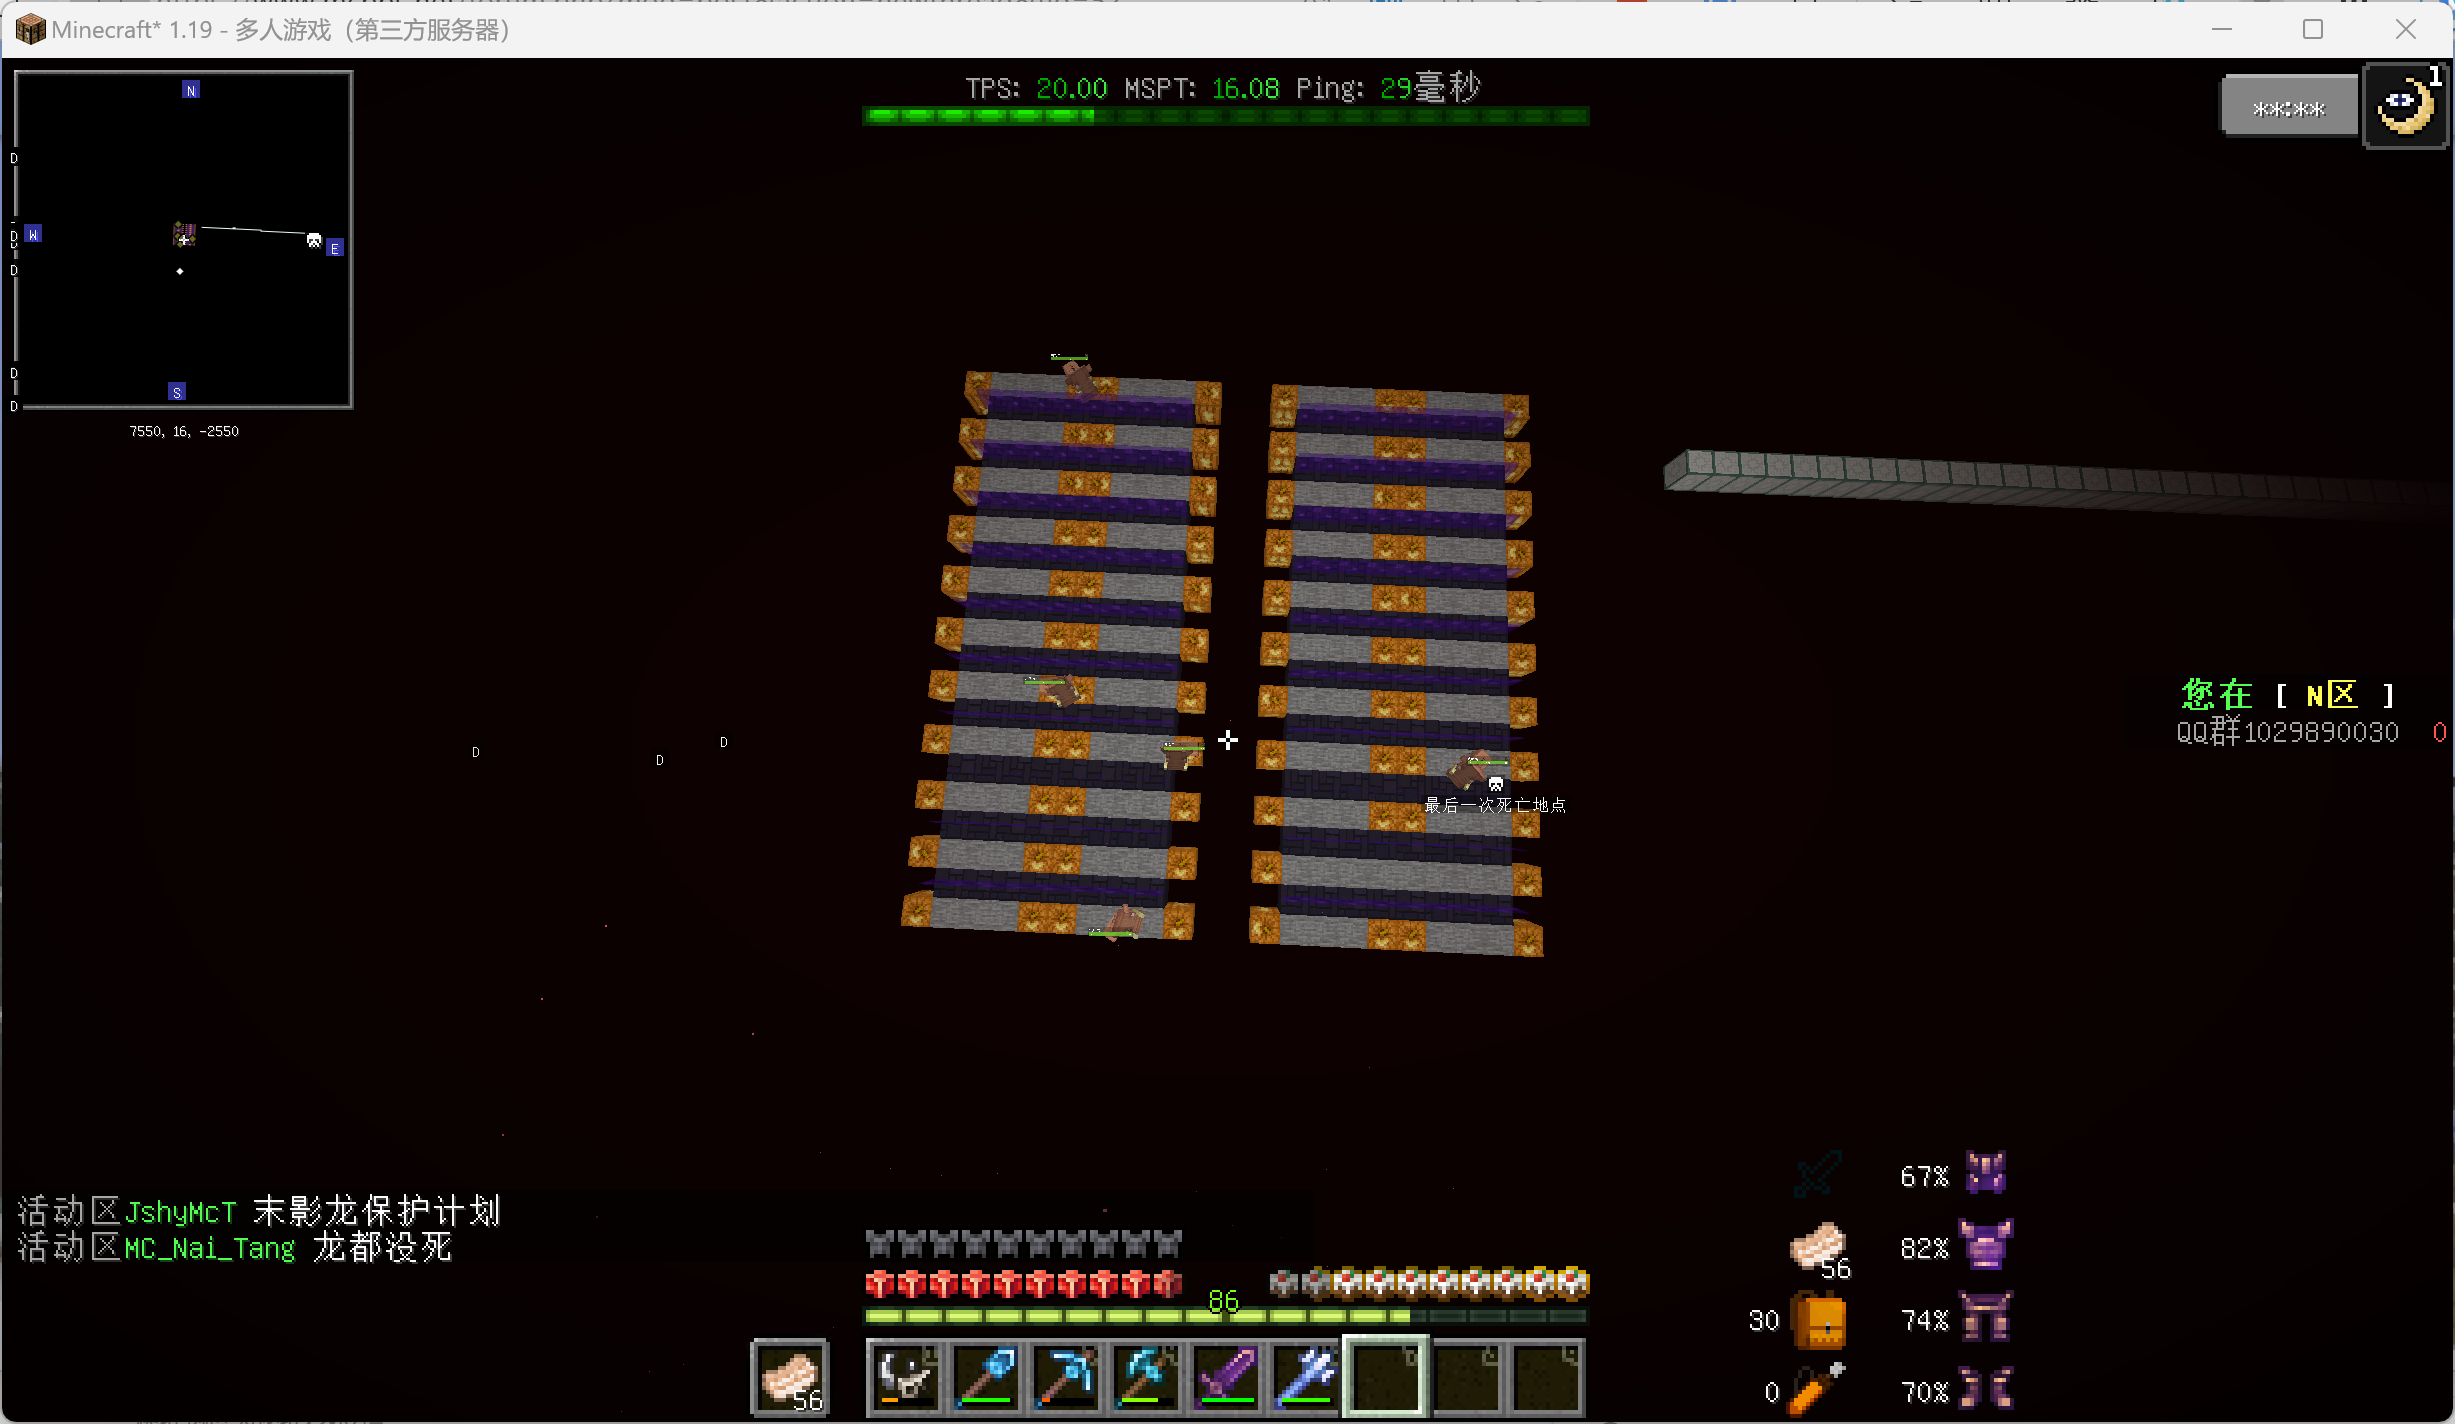 Minecraft* 1.19 - 多人游戏（第三方服务器）
TPS: 20.00 MSPT: 16.08 Ping: 29毫秒
**:**
1
N
W
E
S
D
D
D
D
D
7550, 16, -2550
D
D
D
最后一次死亡地点
您在 [ N区 ]
QQ群1029890030 0
活动区JshyMcT 末影龙保护计划
活动区MC_Nai_Tang 龙都没死
86
67%
56
82%
30
74%
0
70%
56